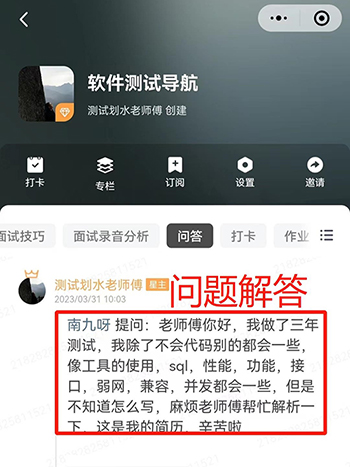 软件测试导航
测试划水老师傅 创建
打卡
专栏
订阅
设置
邀请
面试技巧
面试录音分析
问答
打卡
作业
测试划水老师傅 星主
2023/03/31 10:03
问题解答
南九呀 提问：老师傅你好，我做了三年
测试，我除了不会代码别的都会一些，
像工具的使用，sql，性能，功能，接
口，弱网，兼容，并发都会一些，但是
不知道怎么写，麻烦老师傅帮忙解析一
下，这是我的简历，辛苦啦